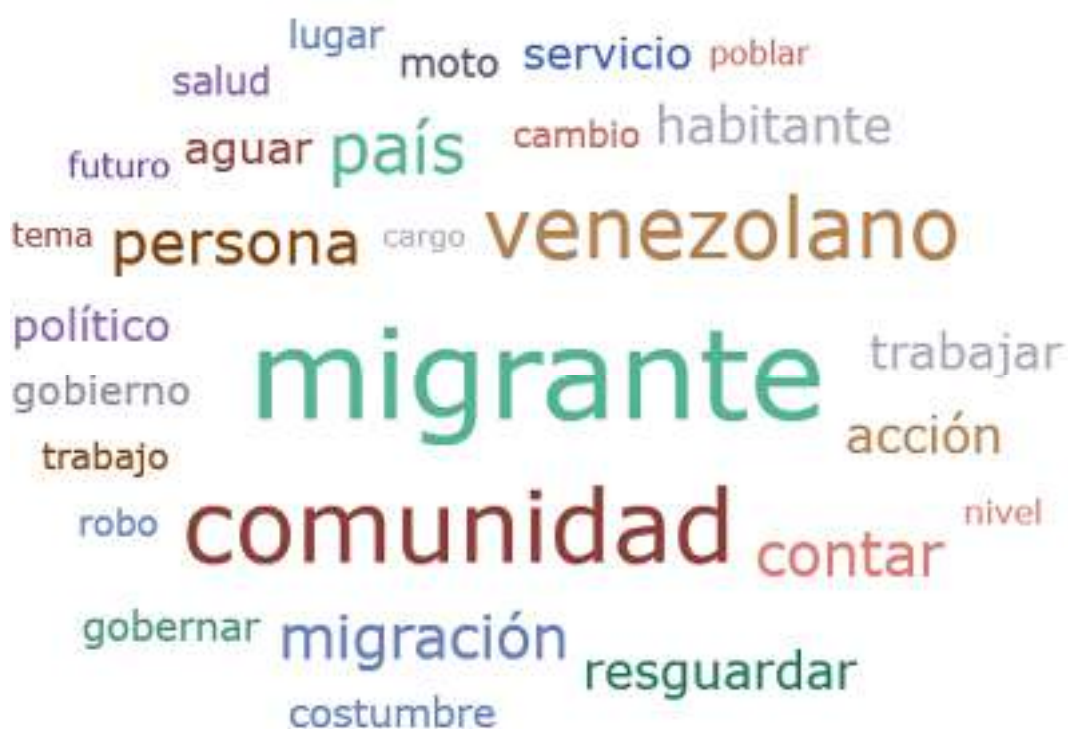 lugar moto servicio poblar
salud
futuro aguar país cambio habitante
tema persona cargo venezolano
político
migrante trabajar
gobierno
acción
trabajo
robo comunidad contar nivel
gobernar migración resguardar
costumbre